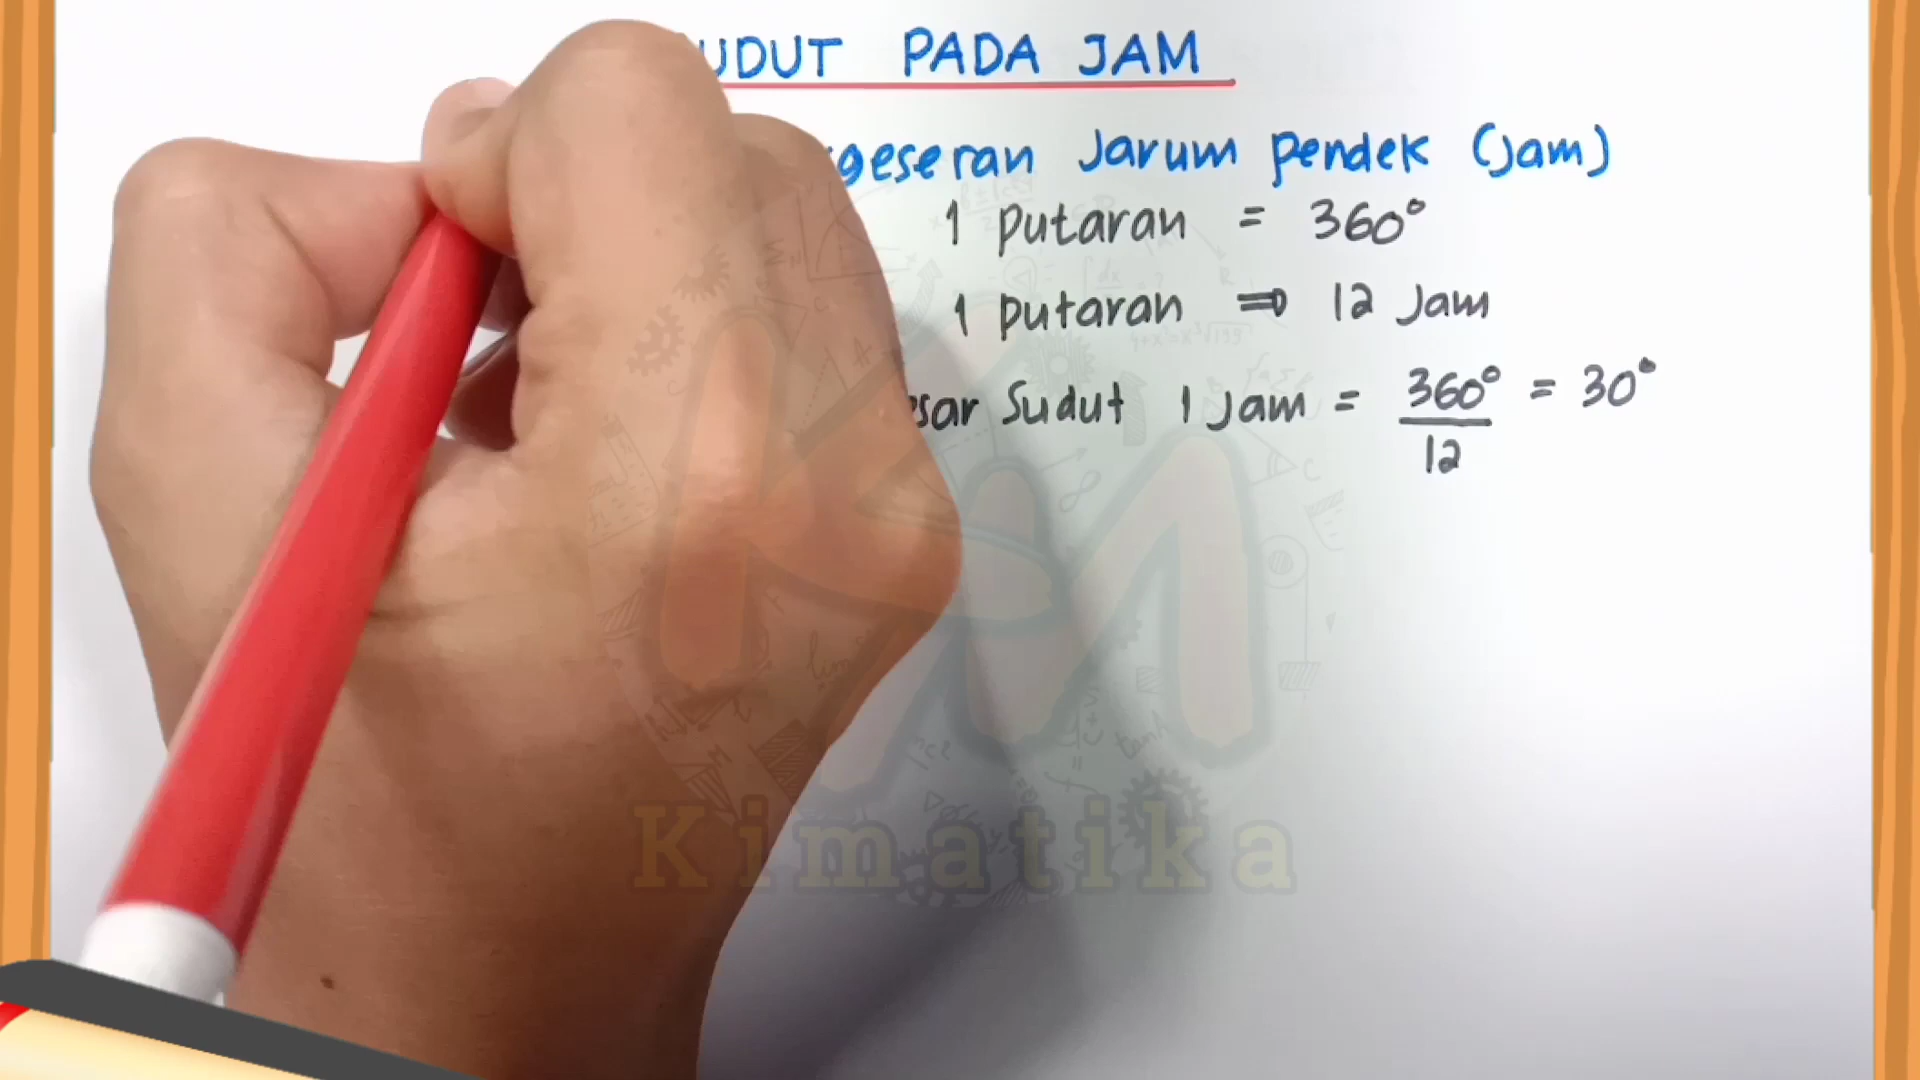 UDUT PADA JAM
geseran Jarum pendek (Jam)
1 putaran = 360°
1 putaran ⇒ 12 Jam
sar Sudut 1 Jam = 360°/12 = 30°
KM
Kimatika